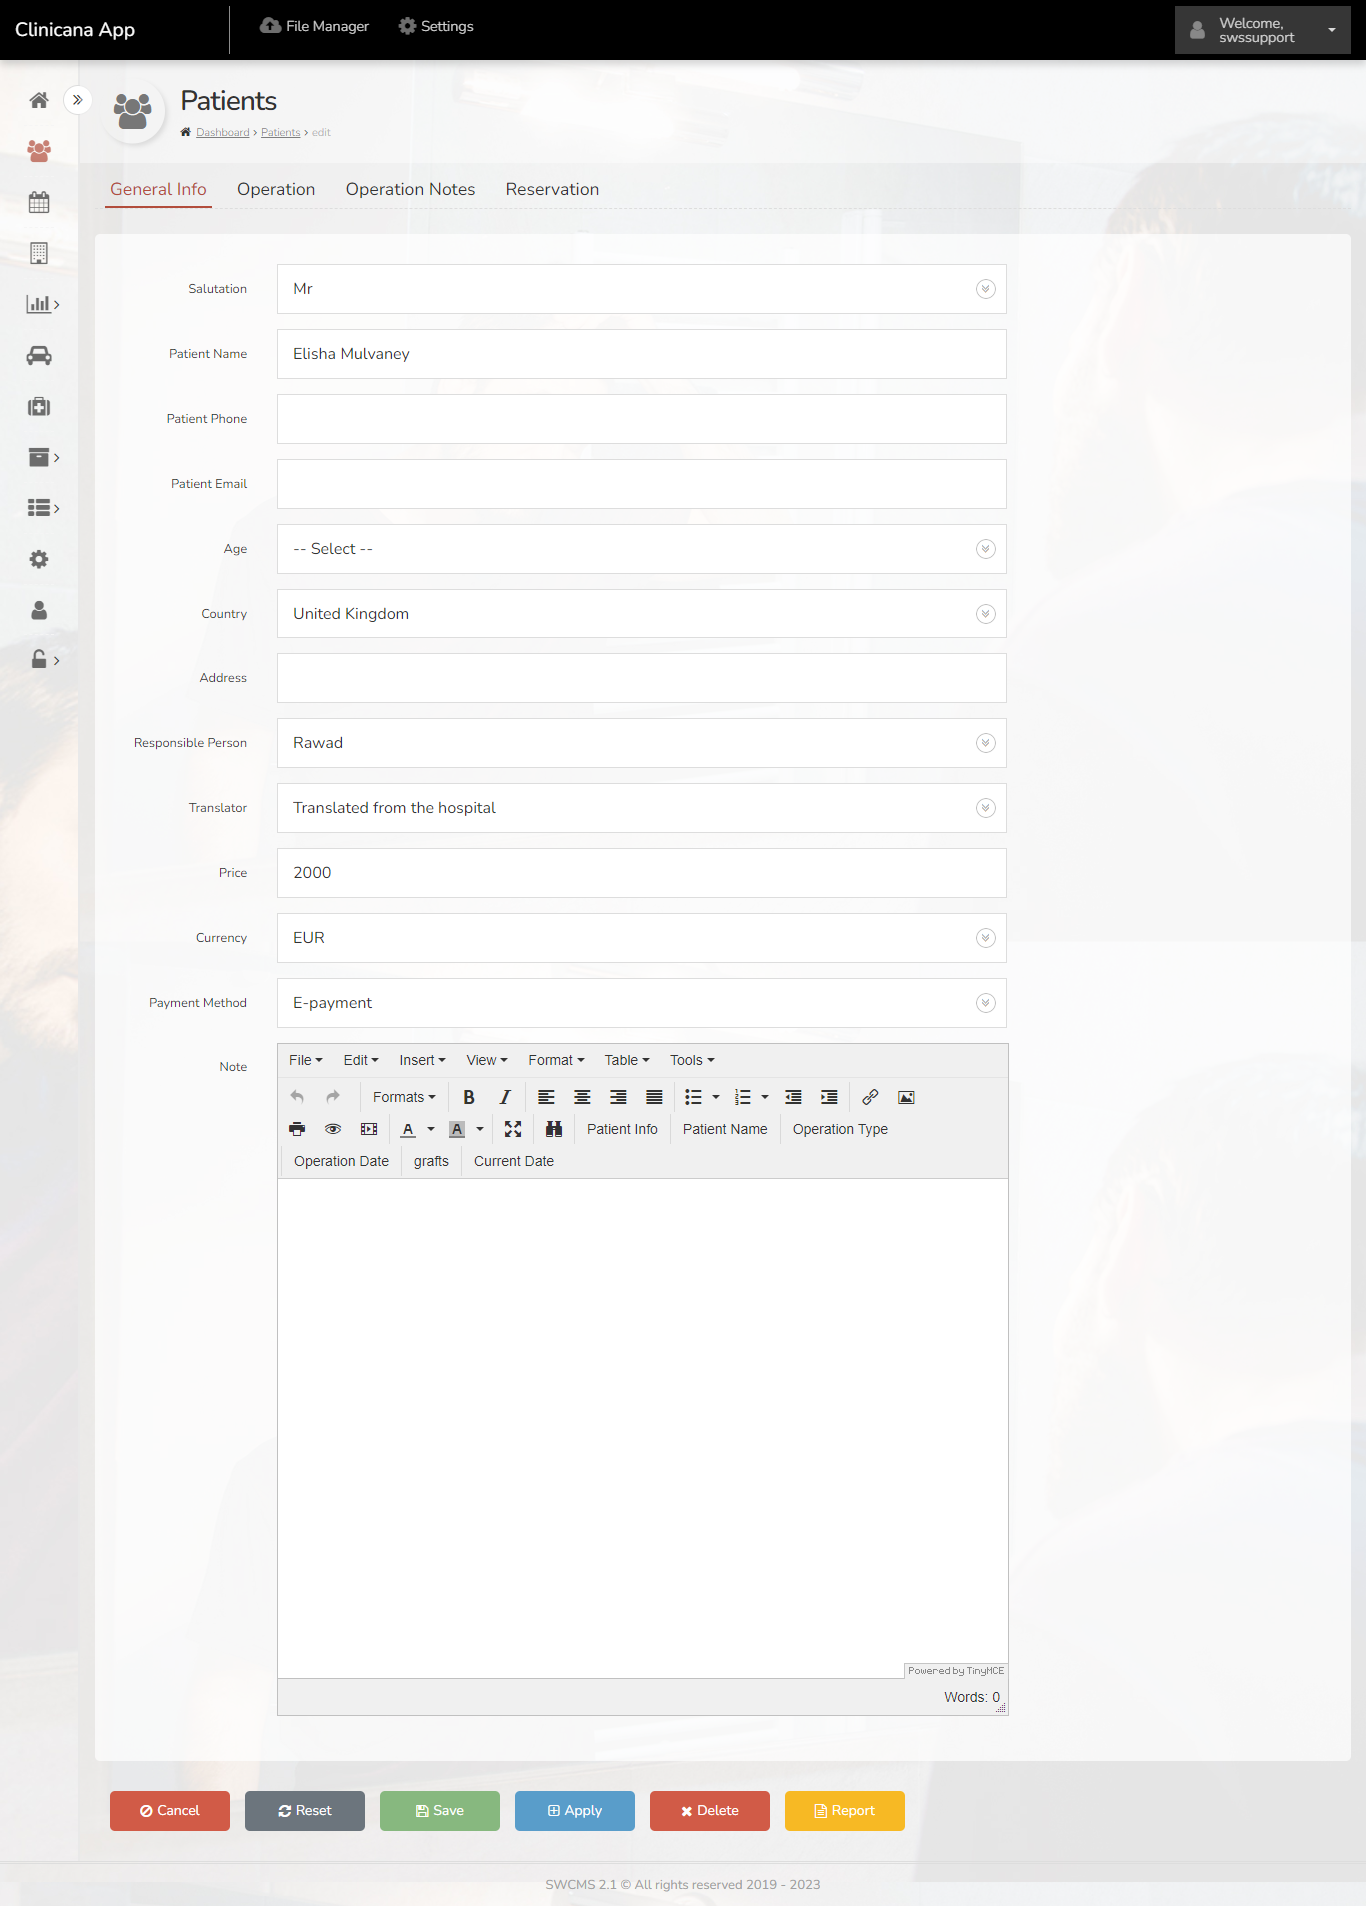 Clinicana App
File Manager
Settings
Welcome,
swssupport
Patients
Dashboard › Patients › edit
General Info
Operation
Operation Notes
Reservation
Salutation
Mr
Patient Name
Elisha Mulvaney
Patient Phone
Patient Email
Age
-- Select --
Country
United Kingdom
Address
Responsible Person
Rawad
Translator
Translated from the hospital
Price
2000
Currency
EUR
Payment Method
E-payment
Note
File Edit Insert View Format Table Tools
Formats B I
A A Patient Info Patient Name Operation Type
Operation Date grafts Current Date
Powered by TinyMCE
Words: 0
Cancel
Reset
Save
Apply
Delete
Report
SWCMS 2.1 © All rights reserved 2019 - 2023